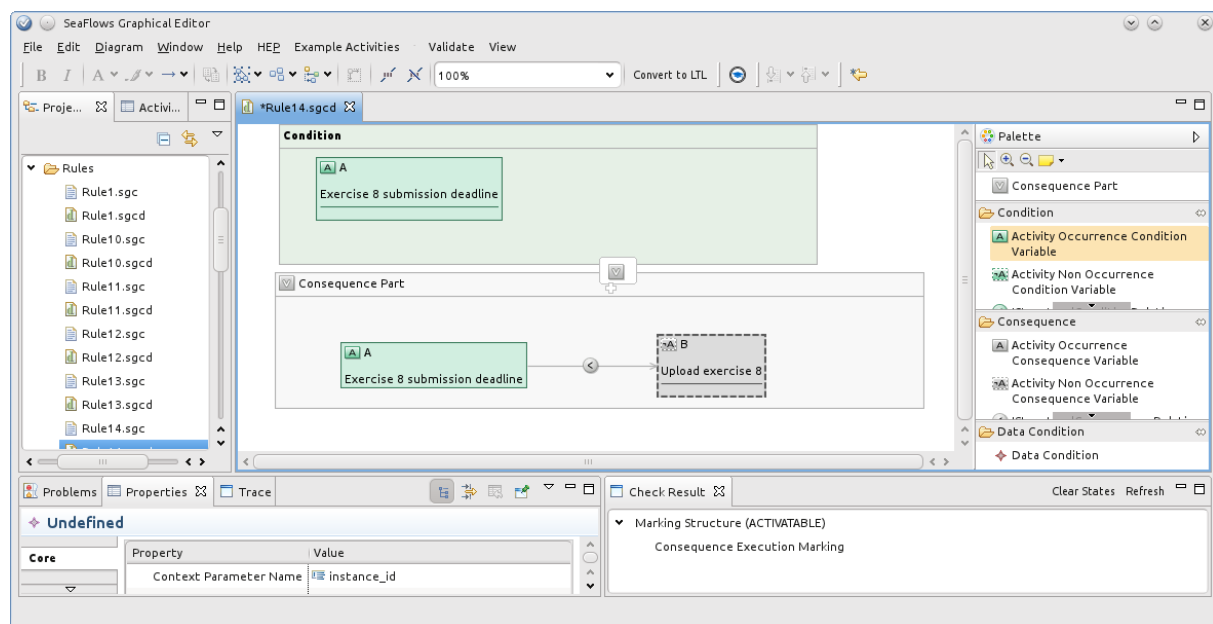 SeaFlows Graphical Editor
File Edit Diagram Window Help HEP Example Activities Validate View
B I A 100% Convert to LTL
Proje... Activi...
*Rule14.sgcd
Rules
Rule1.sgc
Rule1.sgcd
Rule10.sgc
Rule10.sgcd
Rule11.sgc
Rule11.sgcd
Rule12.sgc
Rule12.sgcd
Rule13.sgc
Rule13.sgcd
Rule14.sgc
Condition
A A
Exercise 8 submission deadline
Consequence Part
A A
Exercise 8 submission deadline
<
¬A B
Upload exercise 8
Palette
Consequence Part
Condition
A Activity Occurrence Condition
Variable
¬A Activity Non Occurrence
Condition Variable
Consequence
A Activity Occurrence
Consequence Variable
¬A Activity Non Occurrence
Consequence Variable
Data Condition
Data Condition
Problems Properties Trace
Undefined
Core
Property Value
Context Parameter Name instance_id
Check Result Clear States Refresh
Marking Structure (ACTIVATABLE)
Consequence Execution Marking